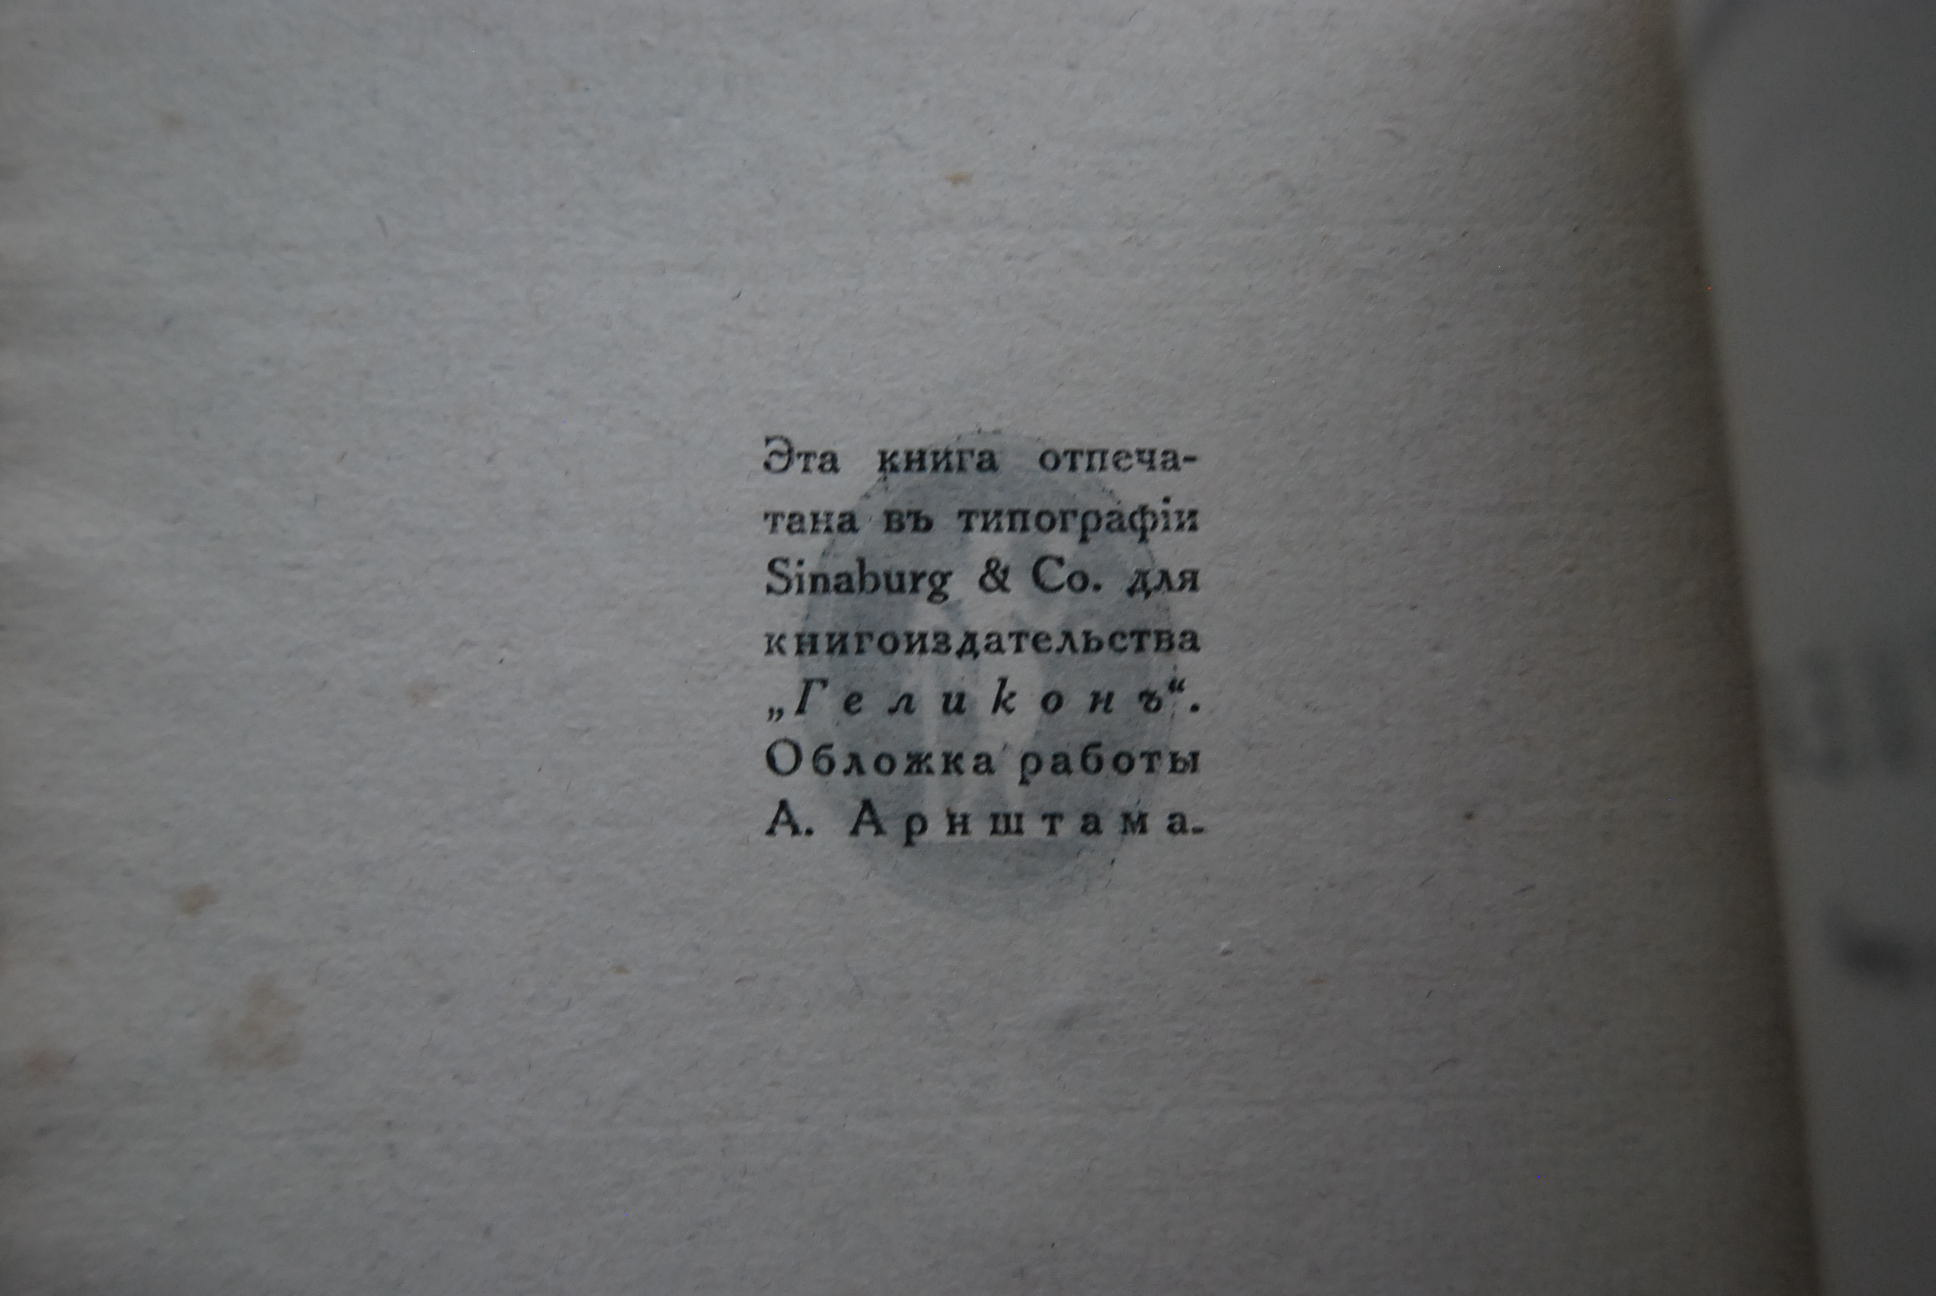 Эта книга отпеча-
тана въ типографіи
Sinaburg & Co. для
книгоиздательства
„Геликонъ“.
Обложка работы
А. Арнштама.